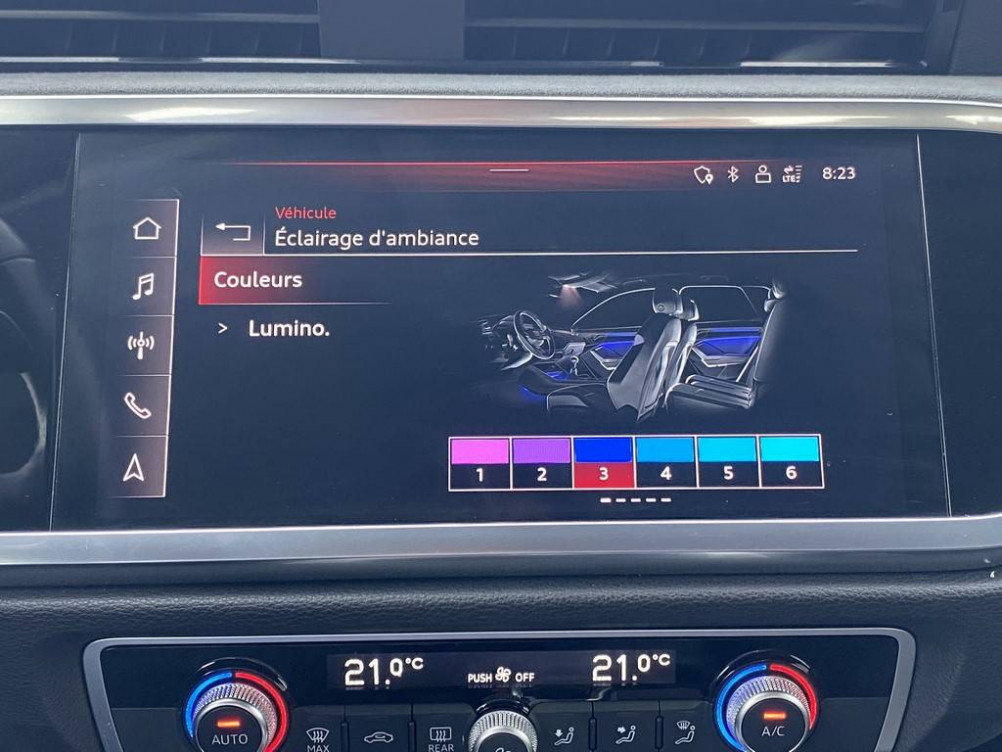 LTE
8:23
Véhicule
Éclairage d'ambiance
Couleurs
> Lumino.
1 2 3 4 5 6
21.0°C
PUSH OFF
21.0°C
AUTO
MAX
REAR
A/C